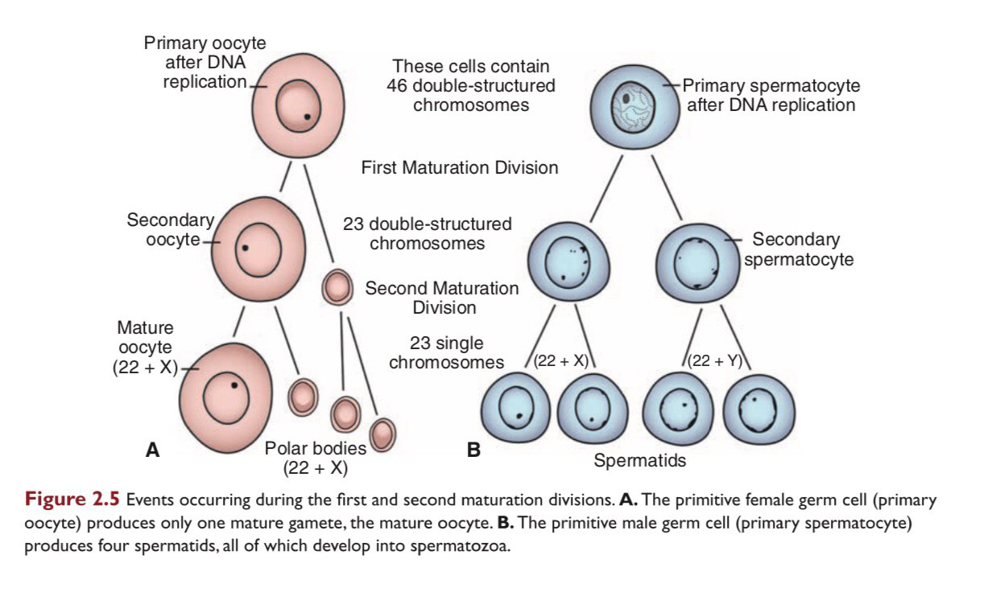 Primary oocyte
after DNA
replication
These cells contain
46 double-structured
chromosomes
Primary spermatocyte
after DNA replication
First Maturation Division
Secondary
oocyte
23 double-structured
chromosomes
Secondary
spermatocyte
Second Maturation
Division
Mature
oocyte
(22 + X)
23 single
chromosomes
(22 + X)
(22 + Y)
A
Polar bodies
(22 + X)
B
Spermatids
Figure 2.5 Events occurring during the first and second maturation divisions. A. The primitive female germ cell (primary
oocyte) produces only one mature gamete, the mature oocyte. B. The primitive male germ cell (primary spermatocyte)
produces four spermatids, all of which develop into spermatozoa.